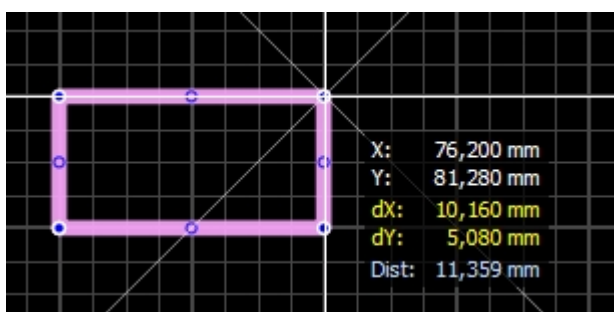 X: 76,200 mm
Y: 81,280 mm
dX: 10,160 mm
dY: 5,080 mm
Dist: 11,359 mm